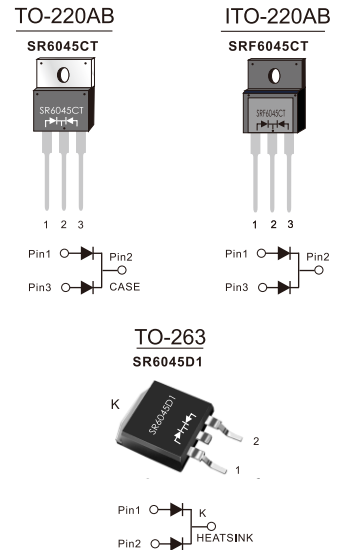 TO-220AB
SR6045CT
SR6045CT
1 2 3
Pin1
Pin2
Pin3
CASE
ITO-220AB
SRF6045CT
SRF6045CT
1 2 3
Pin1
Pin2
Pin3
TO-263
SR6045D1
K
SR6045D1
2
1
Pin1
K
HEATSINK
Pin2